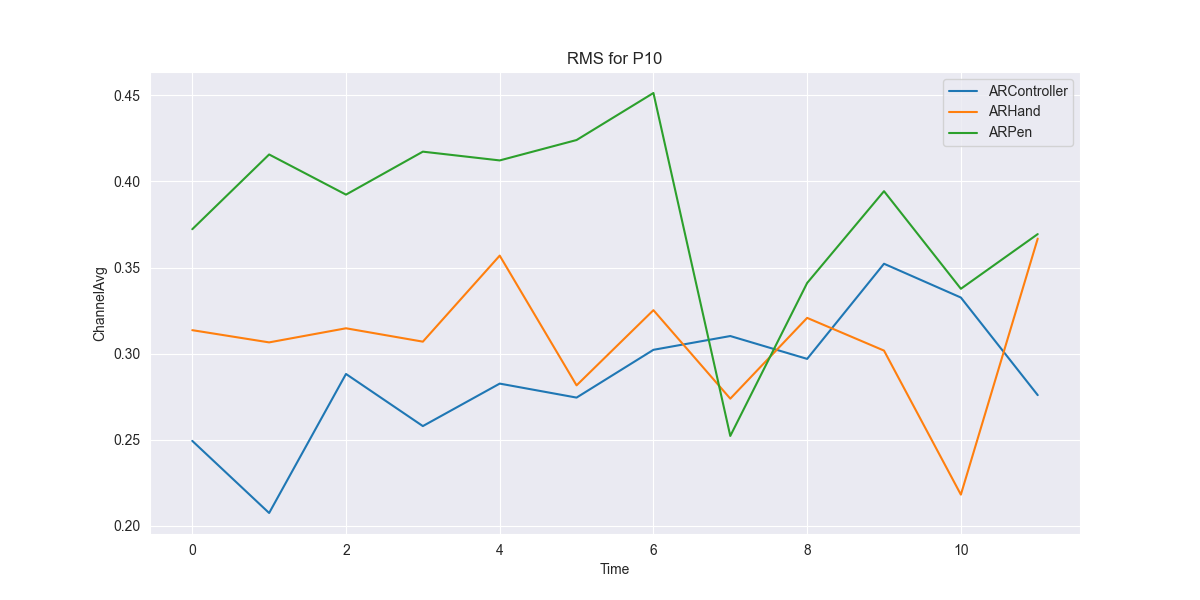 RMS for P10
ARController
ARHand
ARPen
0.45
0.40
0.35
0.30
0.25
0.20
ChannelAvg
0 2 4 6 8 10
Time